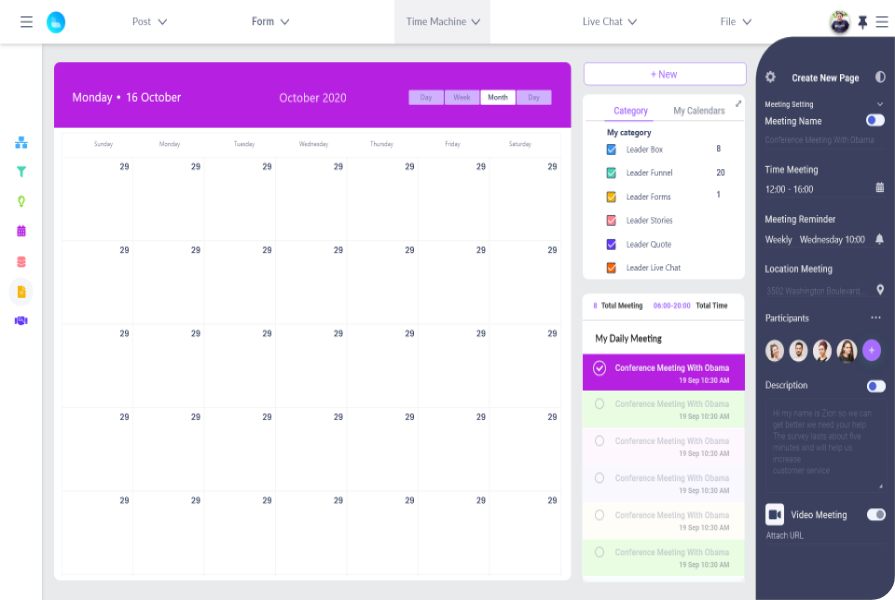 Post
Form
Time Machine
Live Chat
File
Monday • 16 October
October 2020
Day
Week
Month
Day
Sunday
Monday
Tuesday
Wednesday
Thursday
Friday
Saturday
29 29 29 29 29 29 29
29 29 29 29 29 29 29
29 29 29 29 29 29 29
29 29 29 29 29 29 29
29 29 29 29 29 29 29
+ New
Category
My Calendars
My category
Leader Box 8
Leader Funnel 20
Leader Forms 1
Leader Stories
Leader Quote
Leader Live Chat
8 Totul Meeting 06:00-20:00 Total Time
My Daily Meeting
Conference Meeting With Obama
19 Sep 10:30 AM
Conference Meeting With Obama
19 Sep 10:30 AM
Conference Meeting With Obama
19 Sep 10:30 AM
Conference Meeting With Obama
19 Sep 10:30 AM
Conference Meeting With Obama
19 Sep 10:30 AM
Conference Meeting With Obama
19 Sep 10:30 AM
Create New Page
Meeting Setting
Meeting Name
Conference Meeting With Obama
Time Meeting
12:00 - 16:00
Meeting Reminder
Weekly Wednesday 10:00
Location Meeting
3502 Washington Boulevard...
Participants
+
Description
Hi my name is Zion so we can
get better we need your help
The survey lasts about five
minutes and will help us
increase
customer service
Video Meeting
Attach URL